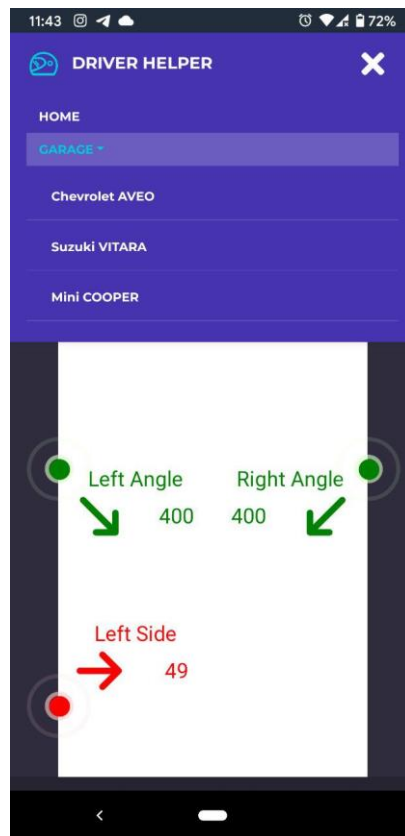 11:43 72%
DRIVER HELPER
HOME
GARAGE
Chevrolet AVEO
Suzuki VITARA
Mini COOPER
Left Angle Right Angle
400 400
Left Side
49